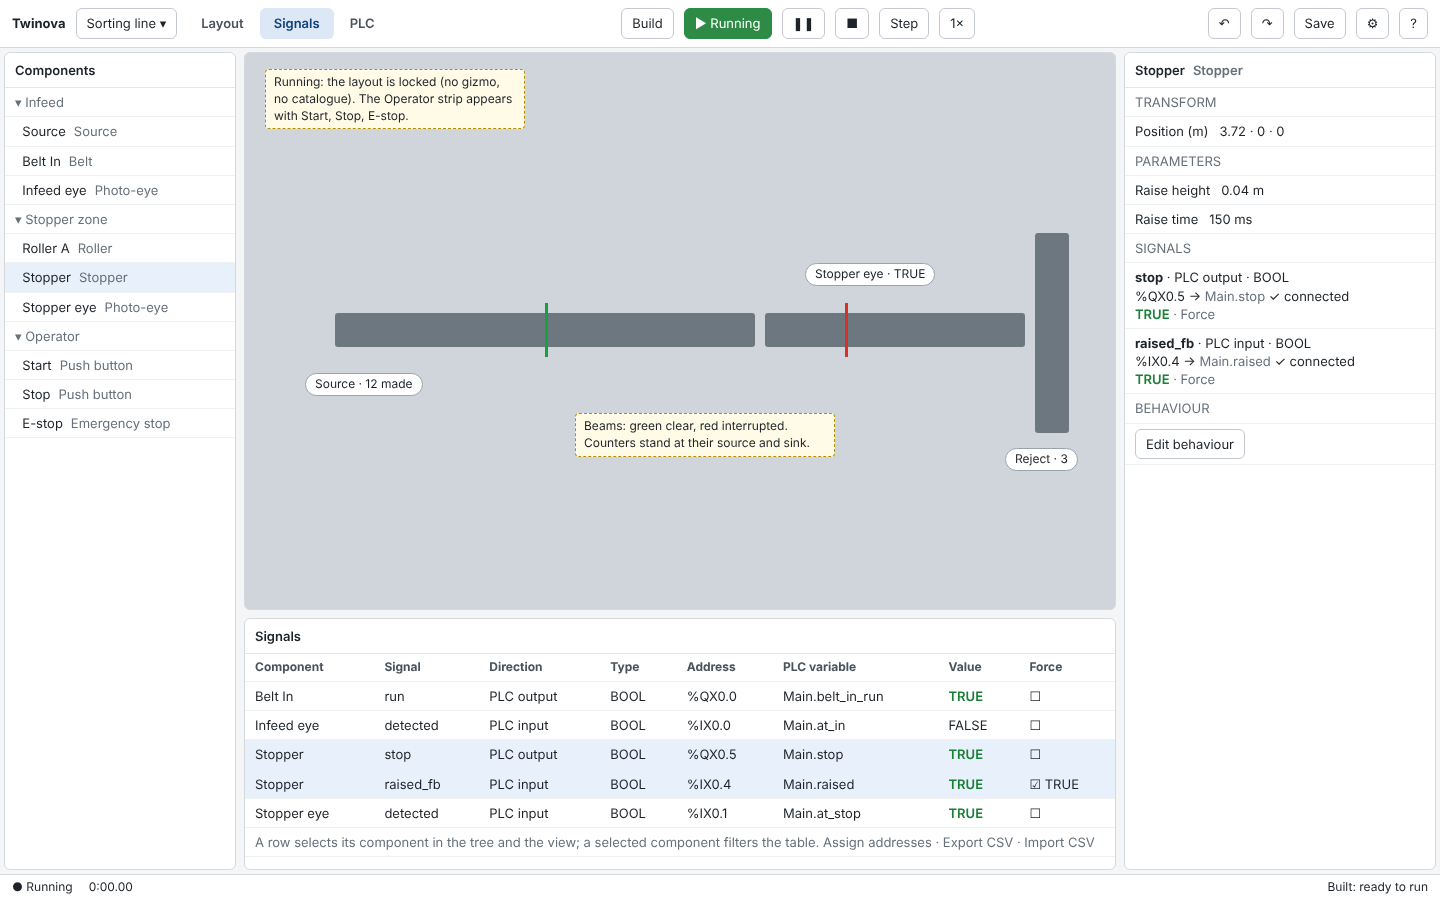 Twinova Sorting line ▾ Layout Signals PLC Build ▶ Running ❚❚ ■ Step 1× ↶ ↷ Save ⚙ ?
Components
▾ Infeed
Source Source
Belt In Belt
Infeed eye Photo-eye
▾ Stopper zone
Roller A Roller
Stopper Stopper
Stopper eye Photo-eye
▾ Operator
Start Push button
Stop Push button
E-stop Emergency stop
Running: the layout is locked (no gizmo,
no catalogue). The Operator strip appears
with Start, Stop, E-stop.
Stopper eye · TRUE
Source · 12 made
Beams: green clear, red interrupted.
Counters stand at their source and sink.
Reject · 3
Signals
Component Signal Direction Type Address PLC variable Value Force
Belt In run PLC output BOOL %QX0.0 Main.belt_in_run TRUE ☐
Infeed eye detected PLC input BOOL %IX0.0 Main.at_in FALSE ☐
Stopper stop PLC output BOOL %QX0.5 Main.stop TRUE ☐
Stopper raised_fb PLC input BOOL %IX0.4 Main.raised TRUE ☑ TRUE
Stopper eye detected PLC input BOOL %IX0.1 Main.at_stop TRUE ☐
A row selects its component in the tree and the view; a selected component filters the table. Assign addresses · Export CSV · Import CSV
Stopper Stopper
TRANSFORM
Position (m) 3.72 · 0 · 0
PARAMETERS
Raise height 0.04 m
Raise time 150 ms
SIGNALS
stop · PLC output · BOOL
%QX0.5 → Main.stop ✓ connected
TRUE · Force
raised_fb · PLC input · BOOL
%IX0.4 → Main.raised ✓ connected
TRUE · Force
BEHAVIOUR
Edit behaviour
● Running 0:00.00 Built: ready to run